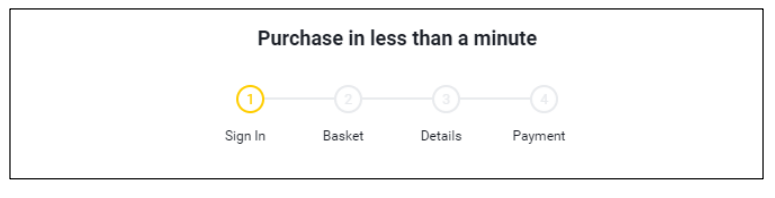 Purchase in less than a minute
1 2 3 4
Sign In Basket Details Payment